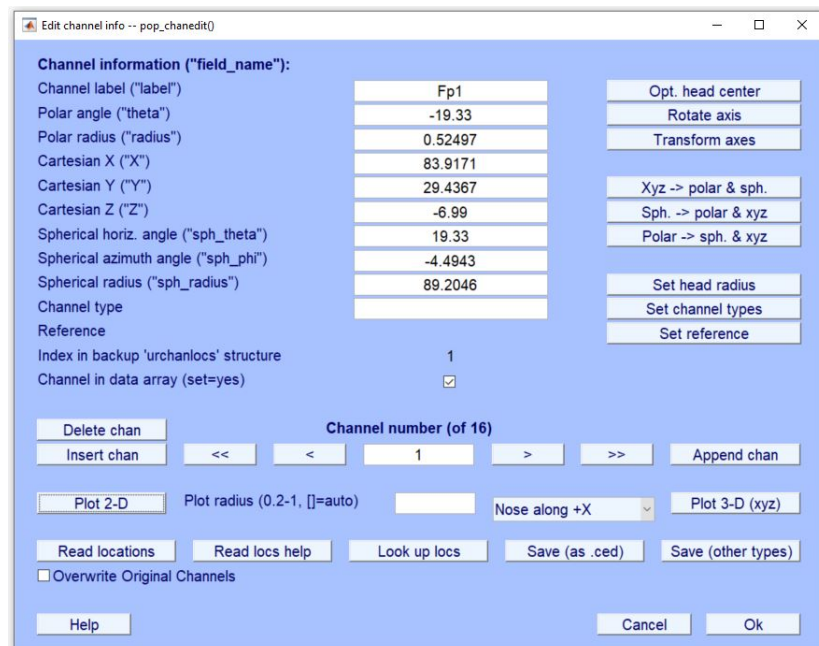 Edit channel info -- pop_chanedit()
Channel information ("field_name"):
Channel label ("label") Fp1 Opt. head center
Polar angle ("theta") -19.33 Rotate axis
Polar radius ("radius") 0.52497 Transform axes
Cartesian X ("X") 83.9171
Cartesian Y ("Y") 29.4367 Xyz -> polar & sph.
Cartesian Z ("Z") -6.99 Sph. -> polar & xyz
Spherical horiz. angle ("sph_theta") 19.33 Polar -> sph. & xyz
Spherical azimuth angle ("sph_phi") -4.4943
Spherical radius ("sph_radius") 89.2046 Set head radius
Channel type Set channel types
Reference Set reference
Index in backup 'urchanlocs' structure 1
Channel in data array (set=yes)
Delete chan Channel number (of 16)
Insert chan << < 1 > >> Append chan
Plot 2-D Plot radius (0.2-1, []=auto) Nose along +X Plot 3-D (xyz)
Read locations Read locs help Look up locs Save (as .ced) Save (other types)
Overwrite Original Channels
Help Cancel Ok